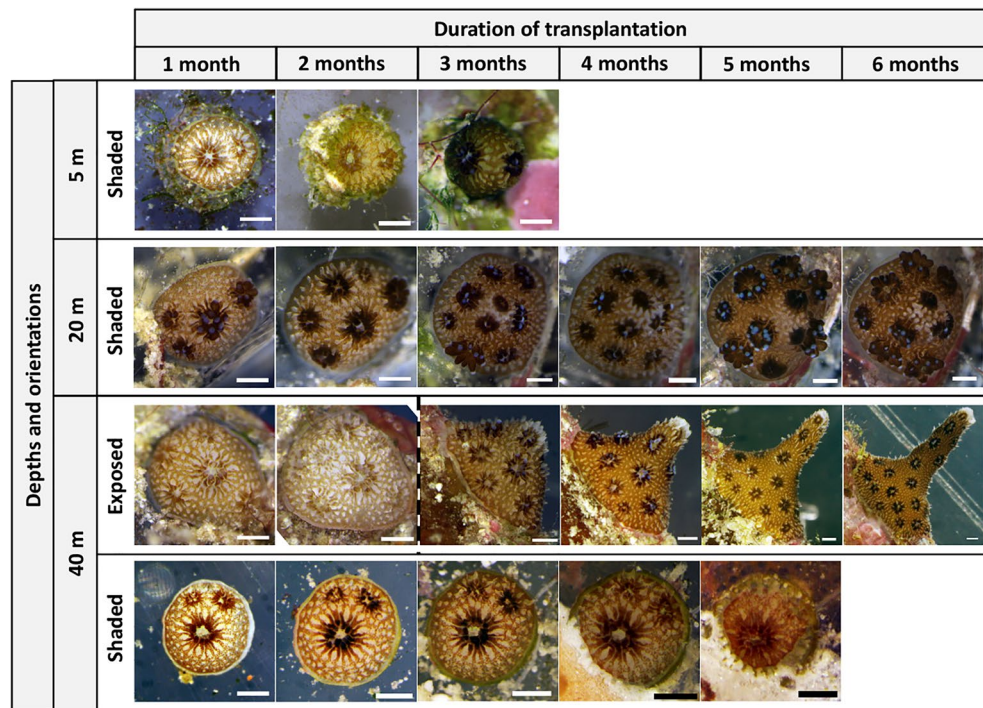 Duration of transplantation
1 month 2 months 3 months 4 months 5 months 6 months
Depths and orientations
5 m
Shaded
20 m
Shaded
40 m
Exposed
Shaded